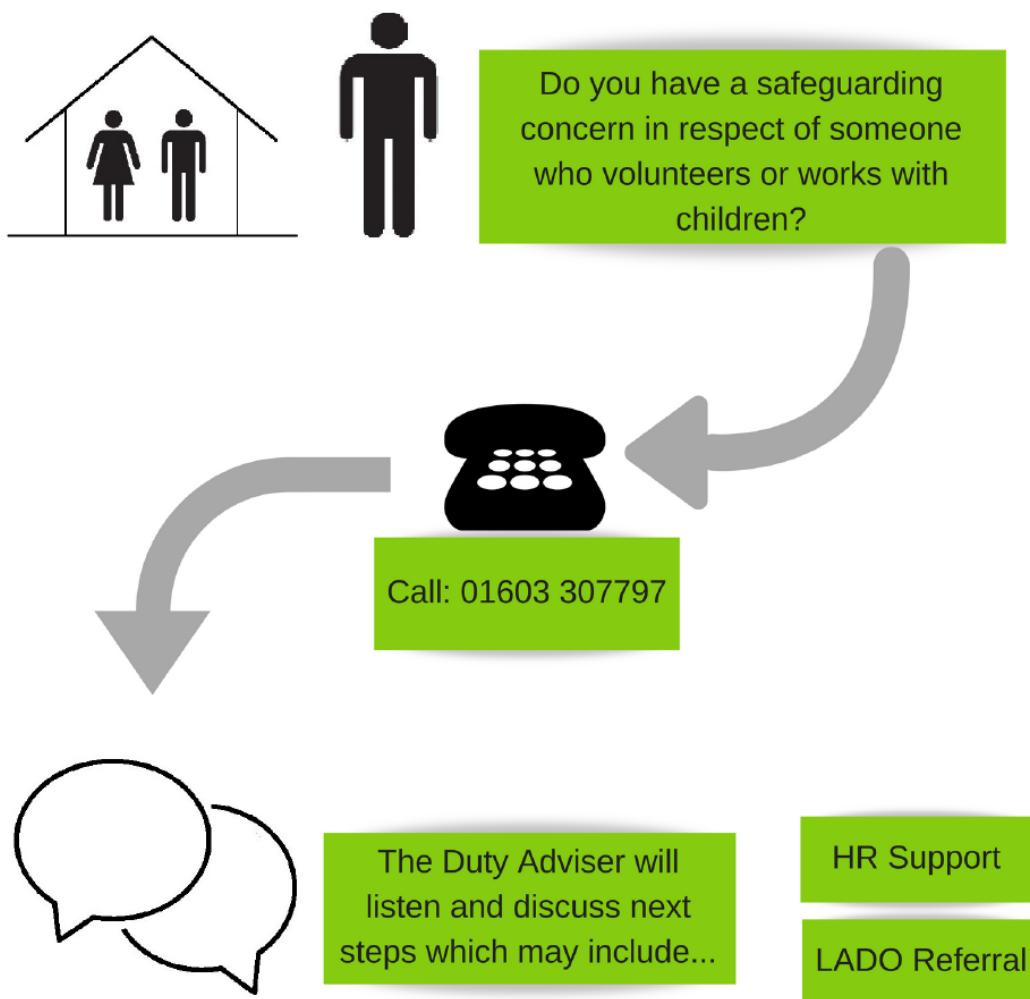 Do you have a safeguarding
concern in respect of someone
who volunteers or works with
children?
Call: 01603 307797
The Duty Adviser will
listen and discuss next
steps which may include...
HR Support
LADO Referral